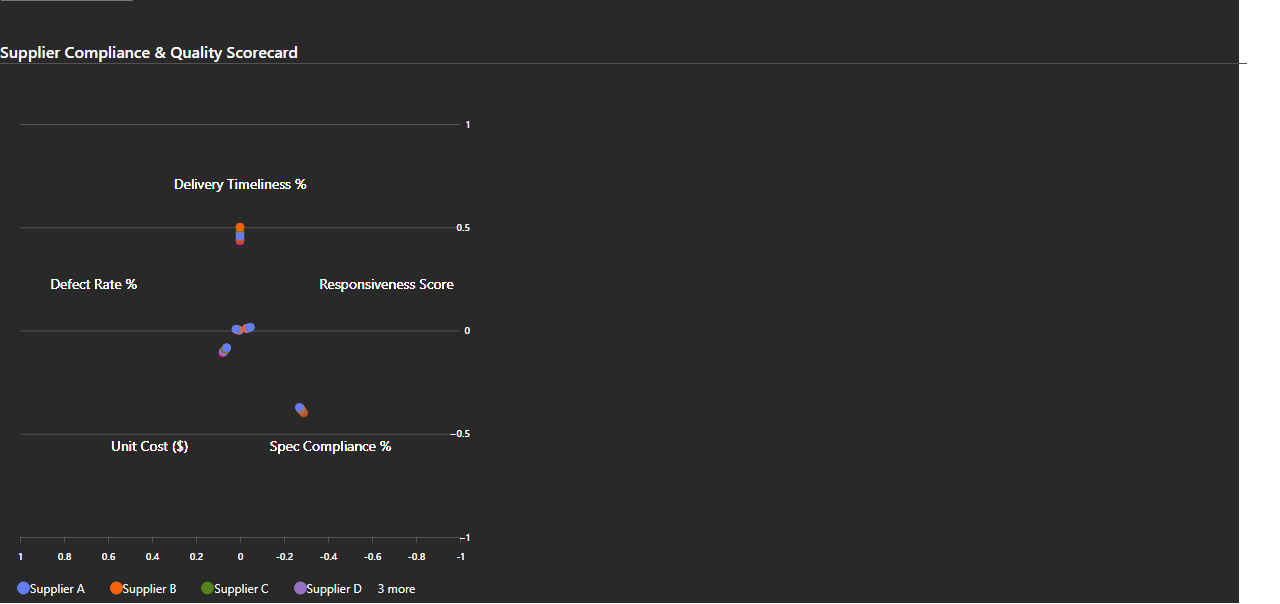 Supplier Compliance & Quality Scorecard
1
Delivery Timeliness %
0.5
Defect Rate %
Responsiveness Score
0
-0.5
Unit Cost ($)
Spec Compliance %
-1
1 0.8 0.6 0.4 0.2 0 -0.2 -0.4 -0.6 -0.8 -1
Supplier A Supplier B Supplier C Supplier D 3 more